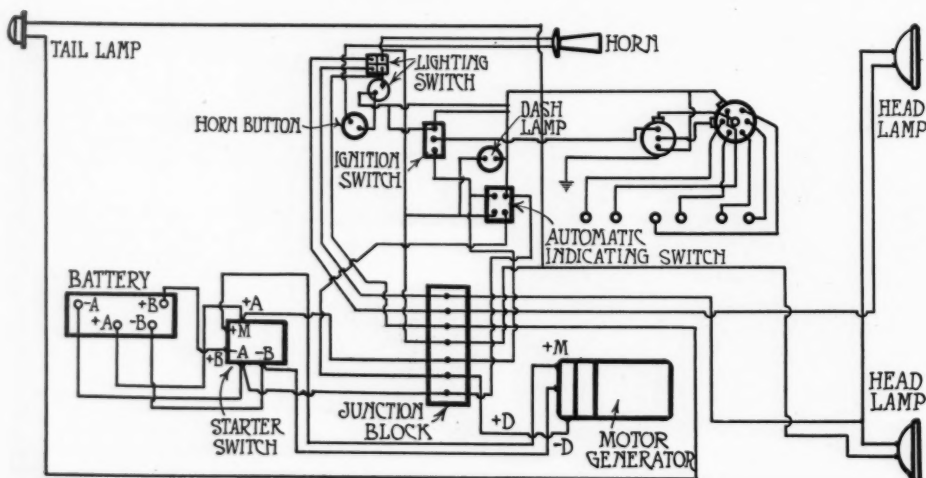 TAIL LAMP
HORN
LIGHTING
SWITCH
HEAD
LAMP
DASH
LAMP
HORN BUTTON
IGNITION
SWITCH
AUTOMATIC
INDICATING SWITCH
BATTERY
-A
+B
+A
-B
+A
+M
+B
-A
-B
STARTER
SWITCH
JUNCTION
BLOCK
+D
+M
-D
MOTOR
GENERATOR
HEAD
LAMP